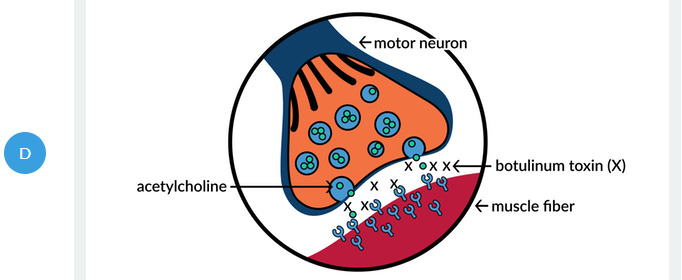 motor neuron
D
X X X
botulinum toxin (X)
acetylcholine
X X X
X X
muscle fiber